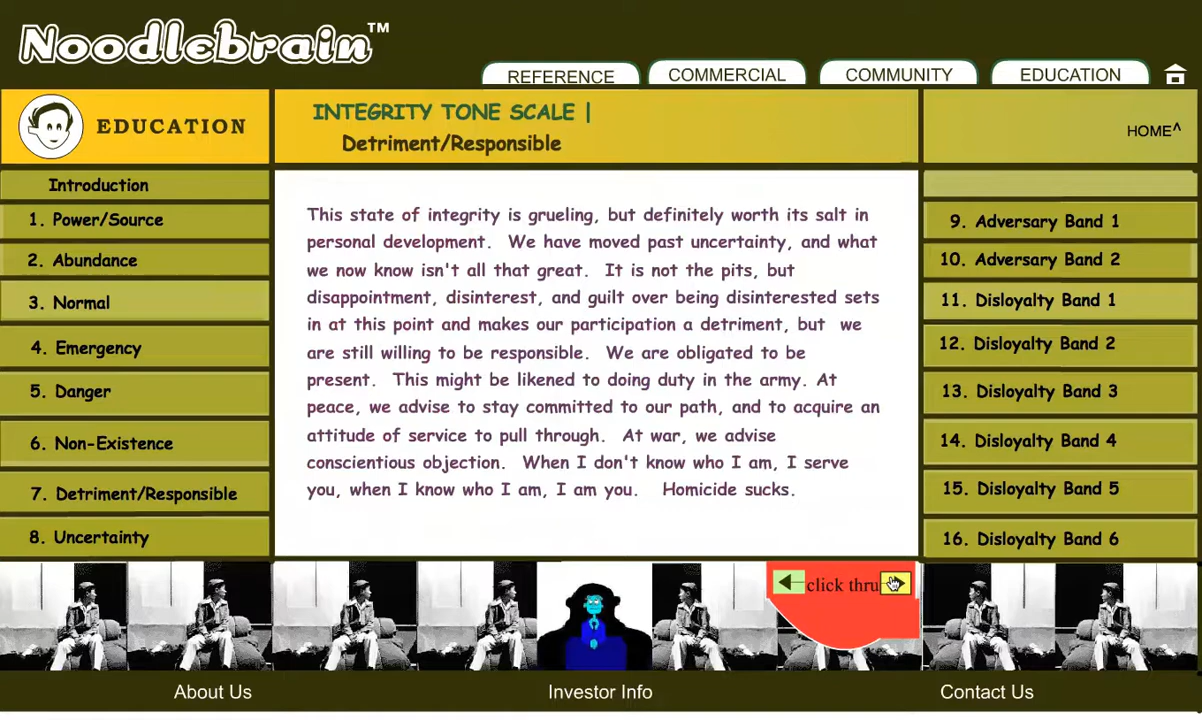 Noodlebrain™
REFERENCE
COMMERCIAL
COMMUNITY
EDUCATION
EDUCATION
INTEGRITY TONE SCALE |
Detriment/Responsible
HOME^
Introduction
1. Power/Source
2. Abundance
3. Normal
4. Emergency
5. Danger
6. Non-Existence
7. Detriment/Responsible
8. Uncertainty
This state of integrity is grueling, but definitely worth its salt in
personal development. We have moved past uncertainty, and what
we now know isn't all that great. It is not the pits, but
disappointment, disinterest, and guilt over being disinterested sets
in at this point and makes our participation a detriment, but we
are still willing to be responsible. We are obligated to be
present. This might be likened to doing duty in the army. At
peace, we advise to stay committed to our path, and to acquire an
attitude of service to pull through. At war, we advise
conscientious objection. When I don't know who I am, I serve
you, when I know who I am, I am you. Homicide sucks.
9. Adversary Band 1
10. Adversary Band 2
11. Disloyalty Band 1
12. Disloyalty Band 2
13. Disloyalty Band 3
14. Disloyalty Band 4
15. Disloyalty Band 5
16. Disloyalty Band 6
click thru
About Us
Investor Info
Contact Us